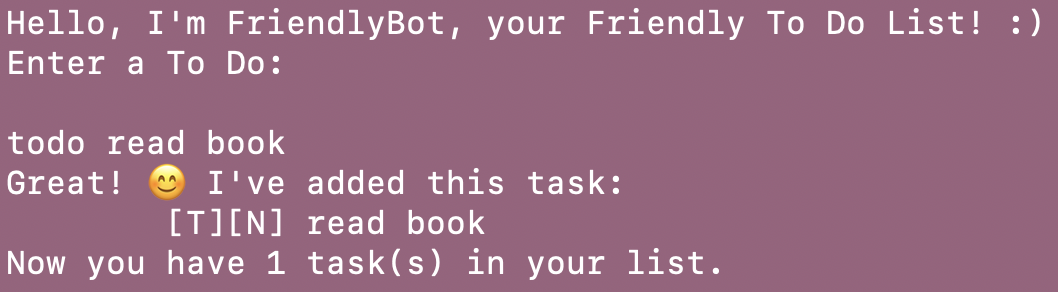 Hello, I'm FriendlyBot, your Friendly To Do List! :)
Enter a To Do:
todo read book
Great! 😊 I've added this task:
[T][N] read book
Now you have 1 task(s) in your list.